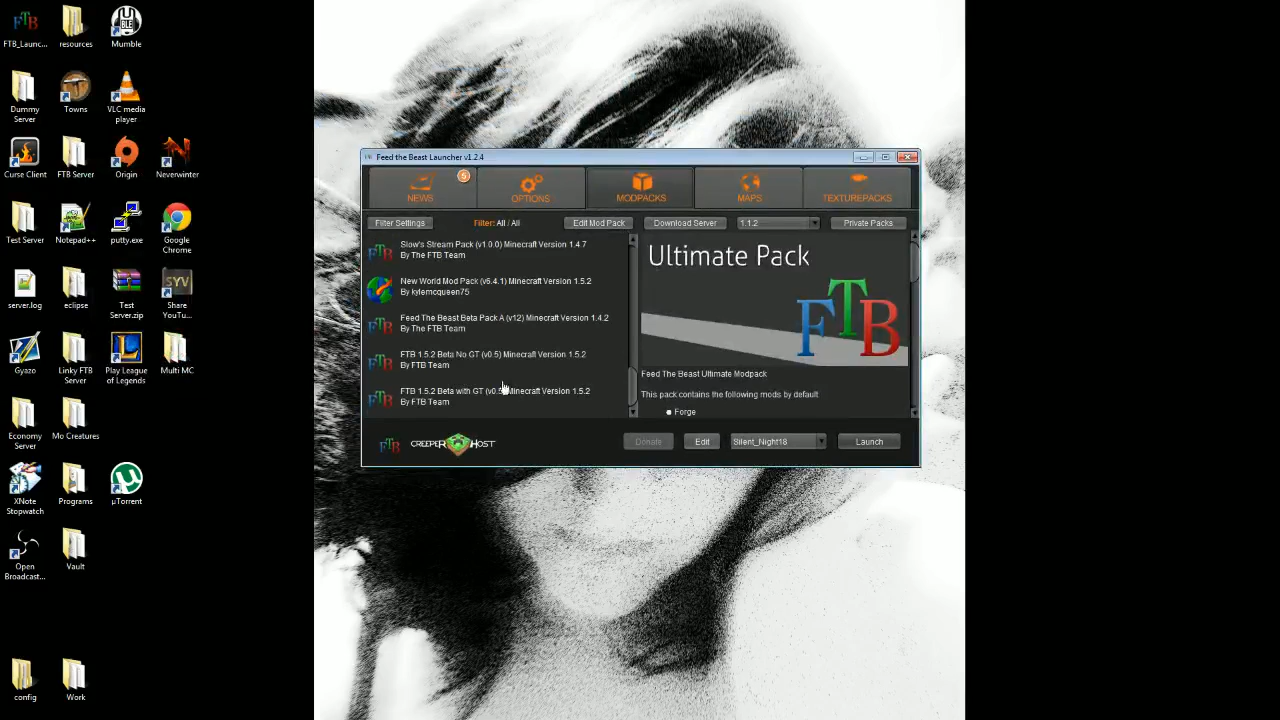 FTB_Launc...
resources
Mumble
Dummy Server
Towns
VLC media player
Curse Client
FTB Server
Origin
Neverwinter
Test Server
Notepad++
putty.exe
Google Chrome
server.log
eclipse
Test Server.zip
Share YouTu...
Gyazo
Linky FTB Server
Play League of Legends
Multi MC
Economy Server
Mo Creatures
XNote Stopwatch
Programs
µTorrent
Open Broadcast...
Vault
config
Work
Feed the Beast Launcher v1.2.4
NEWS
5
OPTIONS
MODPACKS
MAPS
TEXTUREPACKS
Filter Settings
Filter: All / All
Edit Mod Pack
Download Server
1.1.2
Private Packs
Slow's Stream Pack (v1.0.0) Minecraft Version 1.4.7
By The FTB Team
New World Mod Pack (v6.4.1) Minecraft Version 1.5.2
By kylemcqueen75
Feed The Beast Beta Pack A (v12) Minecraft Version 1.4.2
By The FTB Team
FTB 1.5.2 Beta No GT (v0.5) Minecraft Version 1.5.2
By FTB Team
FTB 1.5.2 Beta with GT Minecraft Version 1.5.2
By FTB Team
Ultimate Pack
FTB
Feed The Beast Ultimate Modpack
This pack contains the following mods by default
Forge
CREEPER HOST
Donate
Edit
Silent_Night18
Launch